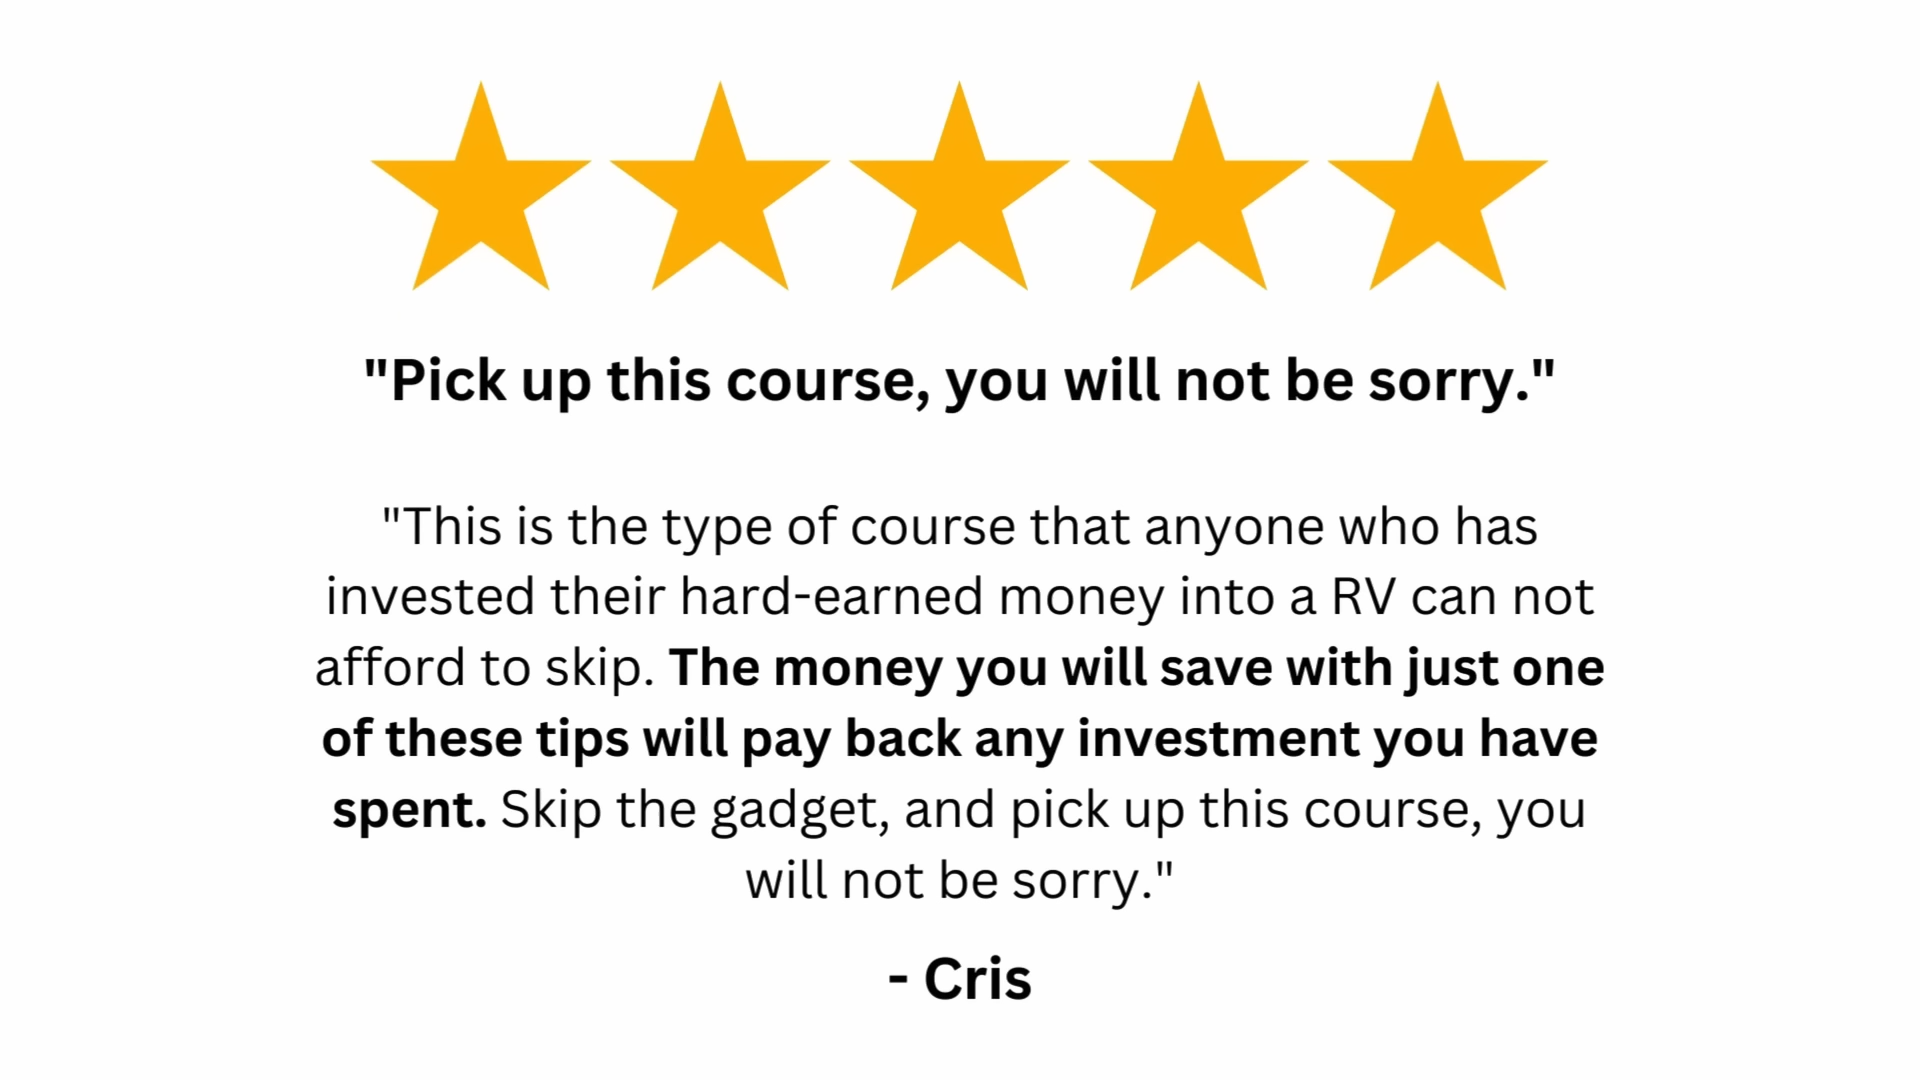 "Pick up this course, you will not be sorry."
"This is the type of course that anyone who has
invested their hard-earned money into a RV can not
afford to skip. The money you will save with just one
of these tips will pay back any investment you have
spent. Skip the gadget, and pick up this course, you
will not be sorry."
- Cris